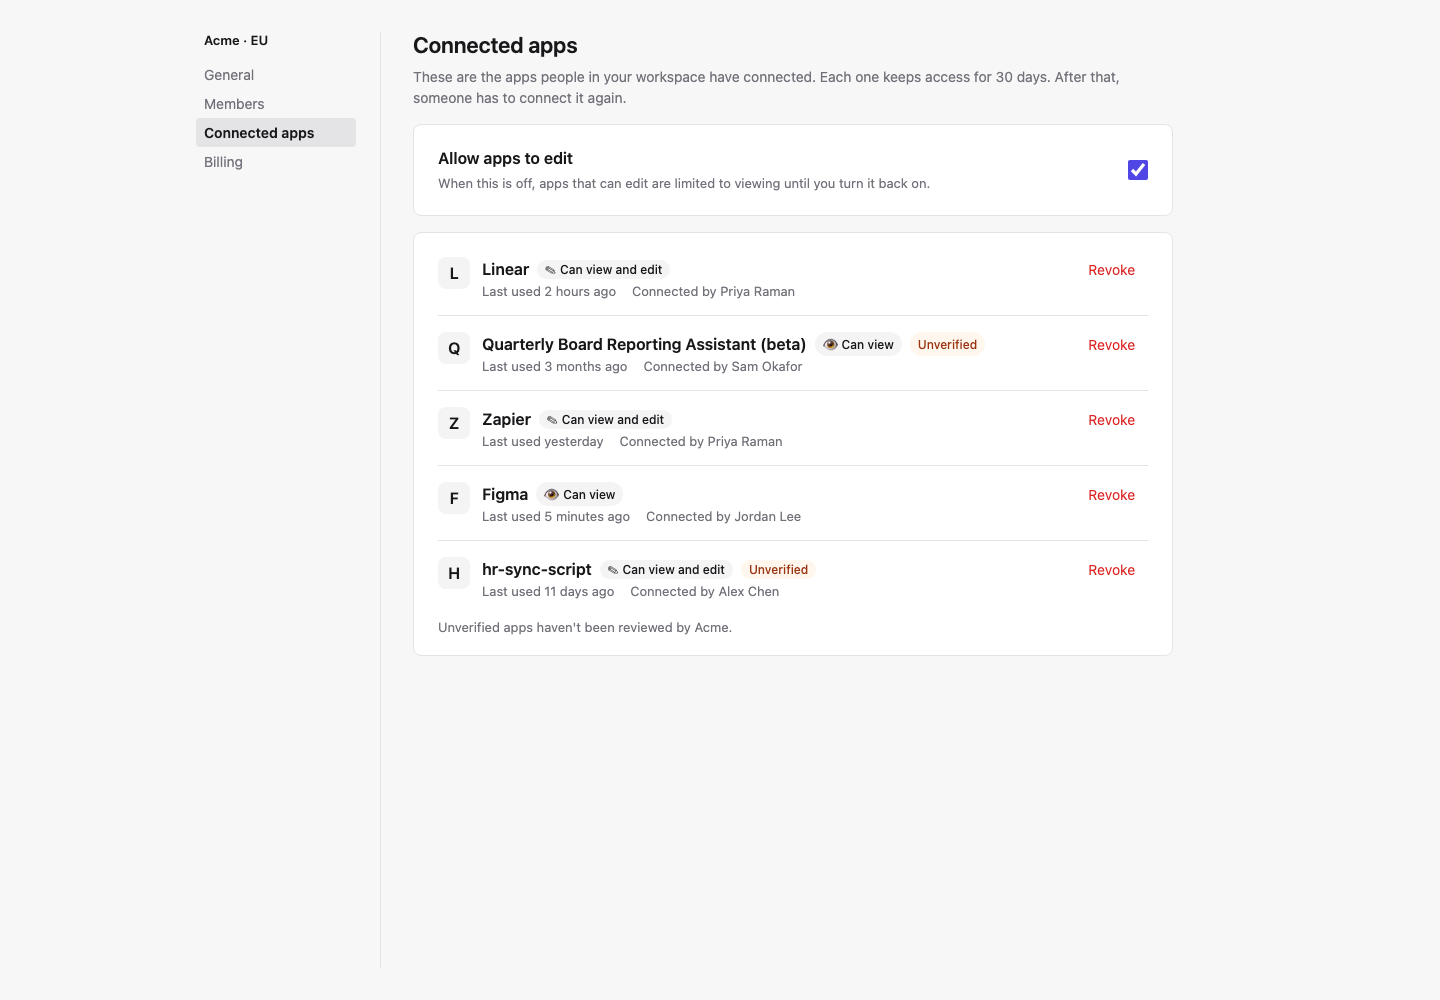 Acme · EU
General
Members
Connected apps
Billing
Connected apps
These are the apps people in your workspace have connected. Each one keeps access for 30 days. After that,
someone has to connect it again.
Allow apps to edit
When this is off, apps that can edit are limited to viewing until you turn it back on.
L Linear ✎ Can view and edit Revoke
Last used 2 hours ago Connected by Priya Raman
Q Quarterly Board Reporting Assistant (beta) 👁 Can view Unverified Revoke
Last used 3 months ago Connected by Sam Okafor
Z Zapier ✎ Can view and edit Revoke
Last used yesterday Connected by Priya Raman
F Figma 👁 Can view Revoke
Last used 5 minutes ago Connected by Jordan Lee
H hr-sync-script ✎ Can view and edit Unverified Revoke
Last used 11 days ago Connected by Alex Chen
Unverified apps haven't been reviewed by Acme.